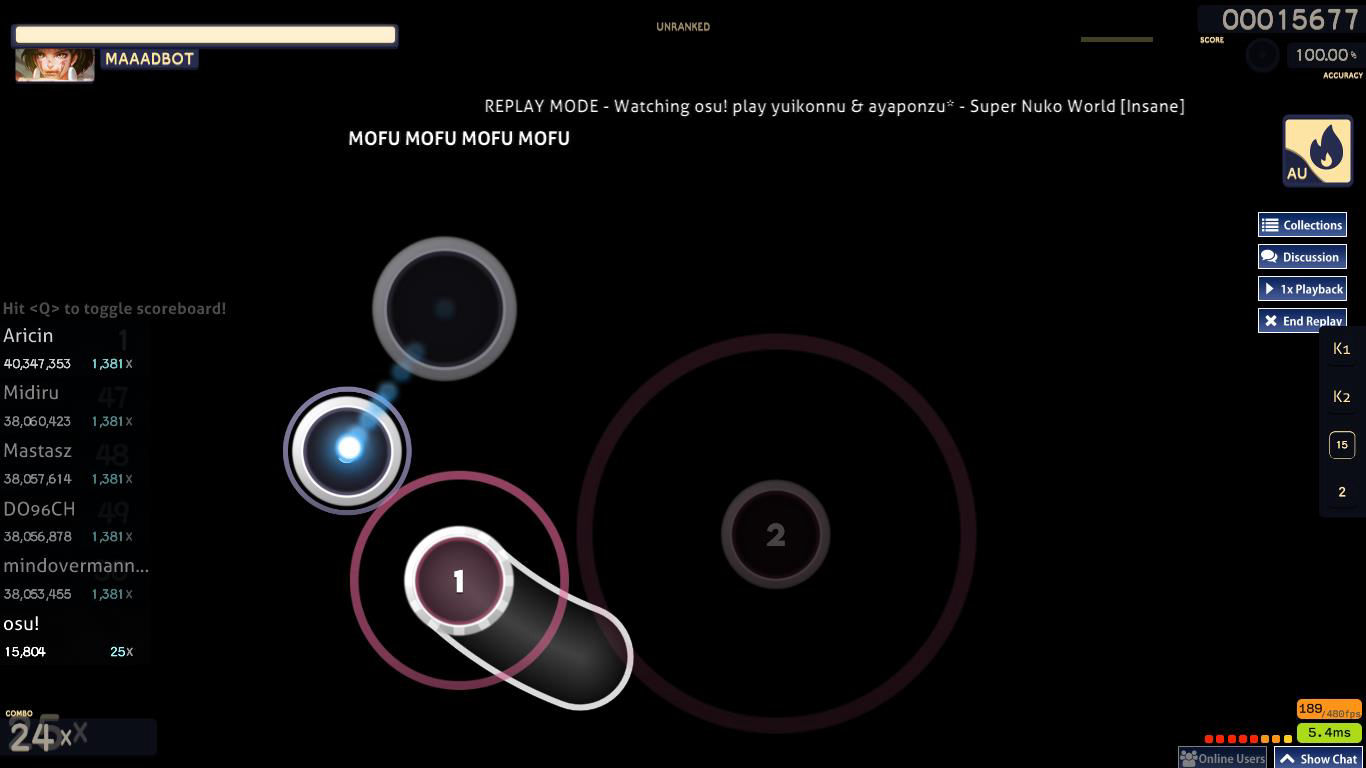 UNRANKED
00015677
SCORE
100.00%
ACCURACY
MAAADBOT
REPLAY MODE - Watching osu! play yuikonnu & ayaponzu* - Super Nuko World [Insane]
MOFU MOFU MOFU MOFU
AU
Collections
Discussion
1x Playback
End Replay
Hit <Q> to toggle scoreboard!
Aricin 1
40,347,353 1,381x
Midiru 47
38,060,423 1,381x
Mastasz 48
38,057,614 1,381x
DO96CH 49
38,056,878 1,381x
mindovermann...
38,053,455 1,381x
osu!
15,804 25x
K1
K2
15
2
1
2
COMBO
24x
189/480fps
5.4ms
Online Users
Show Chat